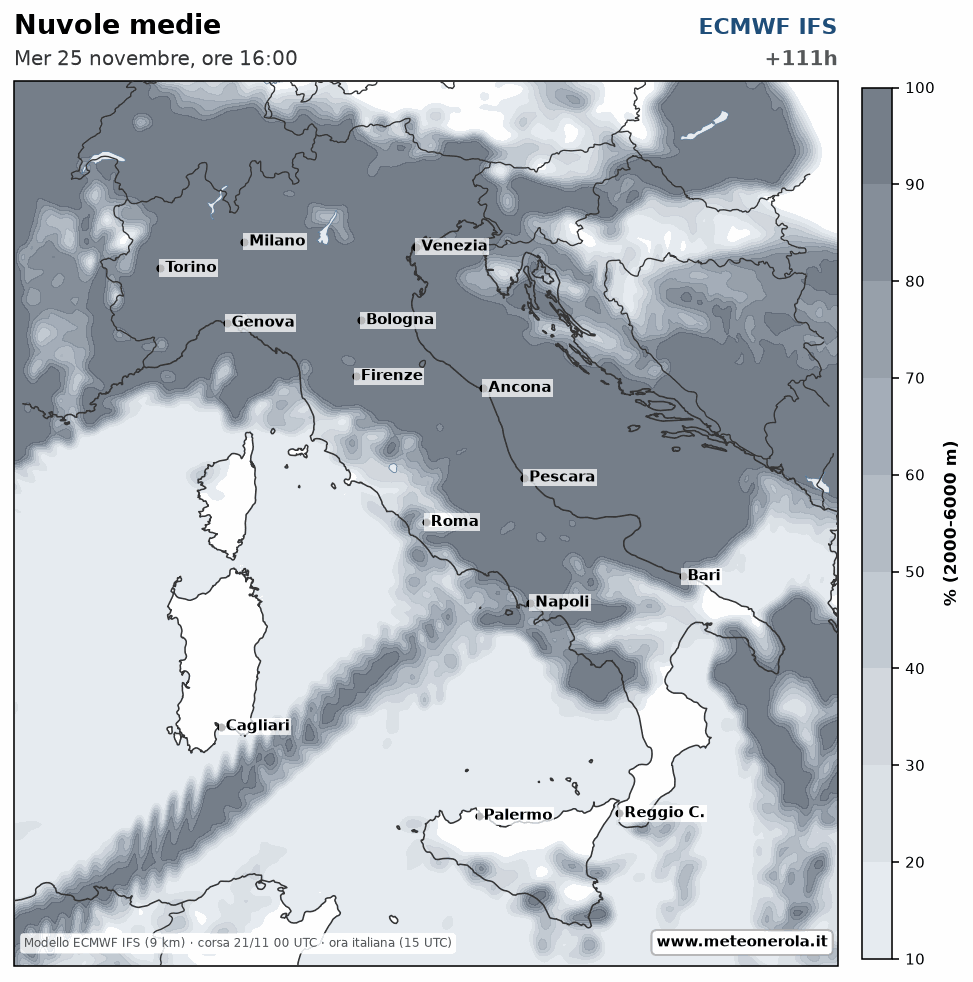 Nuvole medie
ECMWF IFS
Mer 25 novembre, ore 16:00
+111h
100
90
80
70
60
50
40
30
20
10
% (2000-6000 m)
Milano
Venezia
Torino
Genova
Bologna
Firenze
Ancona
Pescara
Roma
Bari
Napoli
Cagliari
Palermo
Reggio C.
Modello ECMWF IFS (9 km) · corsa 21/11 00 UTC · ora italiana (15 UTC)
www.meteonerola.it